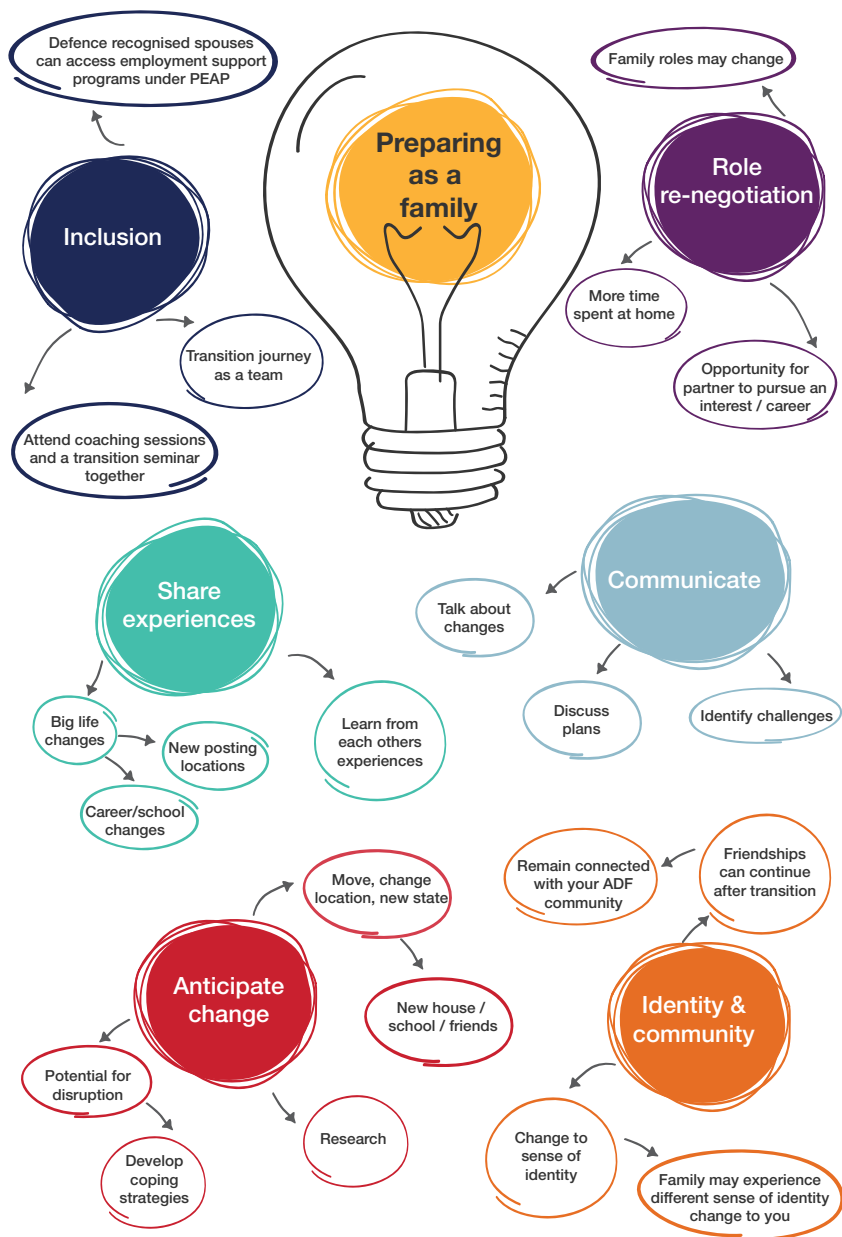 Defence recognised spouses
can access employment support
programs under PEAP
Inclusion
Transition journey
as a team
Attend coaching sessions
and a transition seminar
together
Preparing
as a
family
Family roles may change
Role
re-negotiation
More time
spent at home
Opportunity for
partner to pursue an
interest / career
Share
experiences
Big life
changes
New posting
locations
Career/school
changes
Learn from
each others
experiences
Communicate
Talk about
changes
Discuss
plans
Identify challenges
Anticipate
change
Move, change
location, new state
New house /
school / friends
Potential for
disruption
Develop
coping
strategies
Research
Remain connected
with your ADF
community
Friendships
can continue
after transition
Identity &
community
Change to
sense of
identity
Family may experience
different sense of identity
change to you